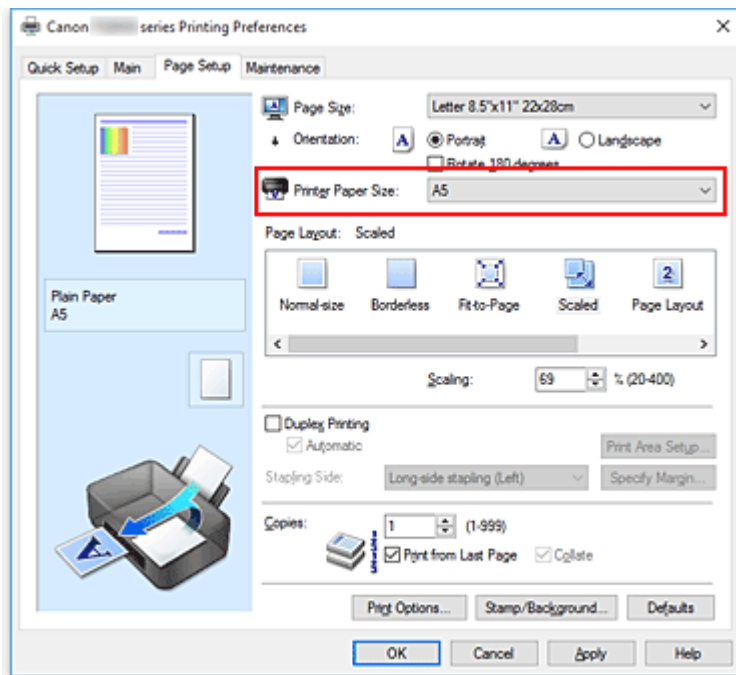 Canon series Printing Preferences
Quick Setup Main Page Setup Maintenance
Page Size: Letter 8.5"x11" 22x28cm
Orientation: A Portrait A Landscape
Rotate 180 degrees
Printer Paper Size: A5
Page Layout: Scaled
Normal-size Borderless Fit-to-Page Scaled Page Layout
Plain Paper
A5
Scaling: 69 % (20-400)
Duplex Printing
Automatic Print Area Setup...
Stapling Side: Long-side stapling (Left) Specify Margin...
Copies: 1 (1-999)
Print from Last Page Collate
Print Options... Stamp/Background... Defaults
OK Cancel Apply Help